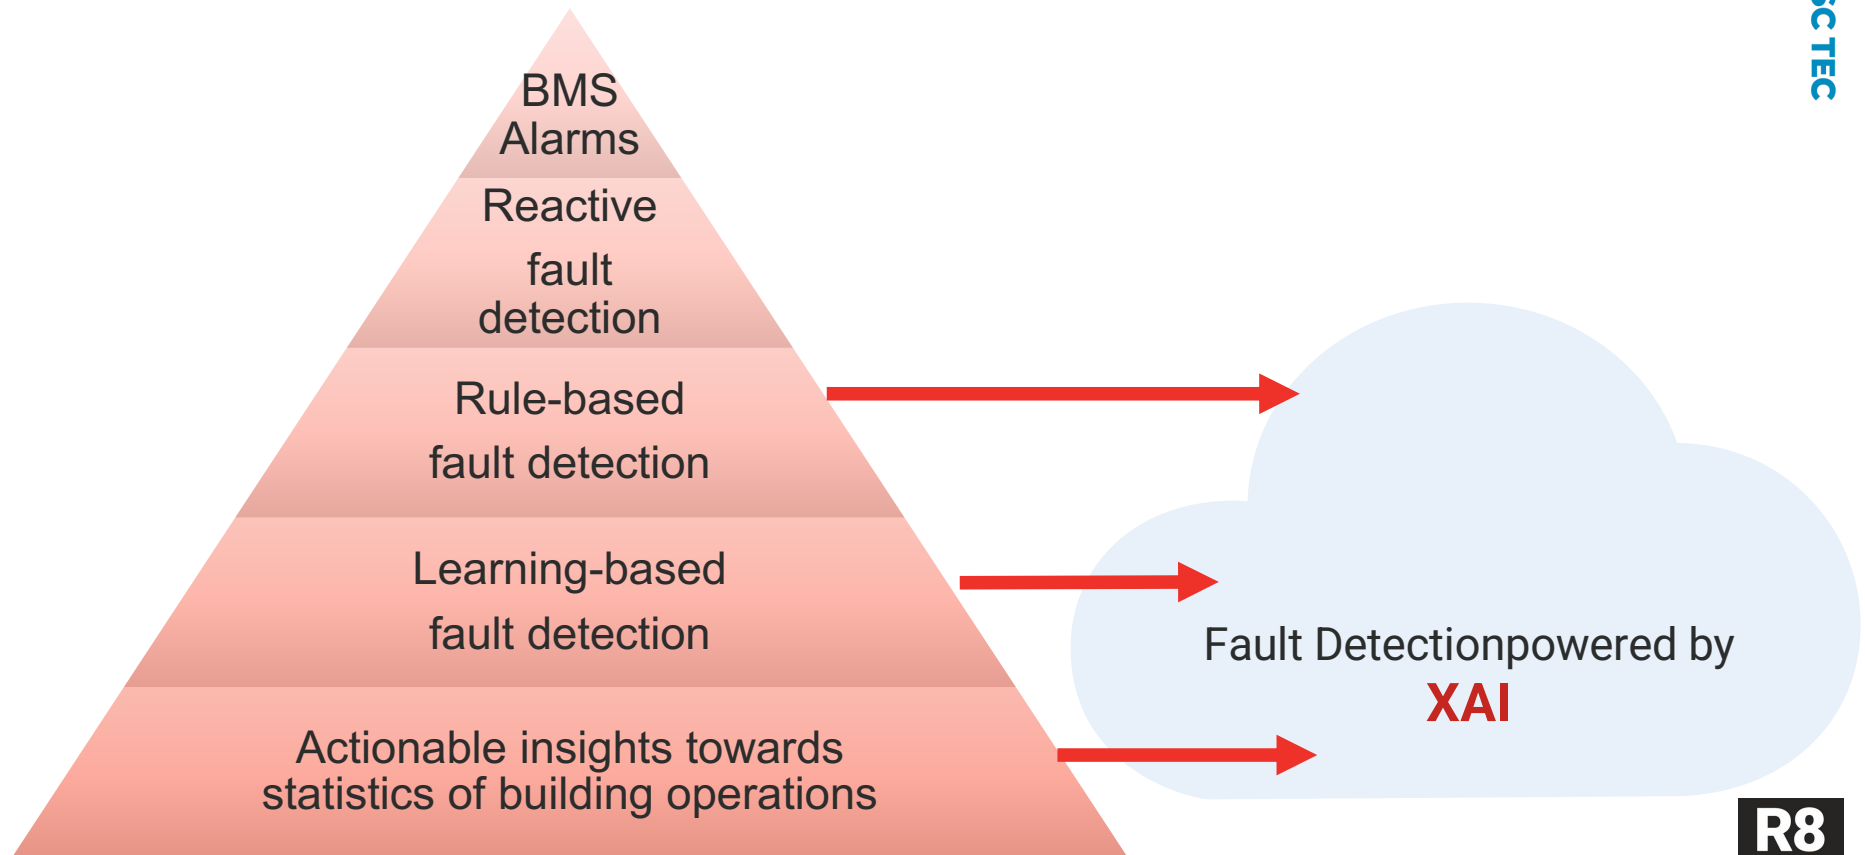 BMS
Alarms
Reactive
fault
detection
Rule-based
fault detection
Learning-based
fault detection
Actionable insights towards
statistics of building operations
Fault Detectionpowered by
XAI
TEC
R8